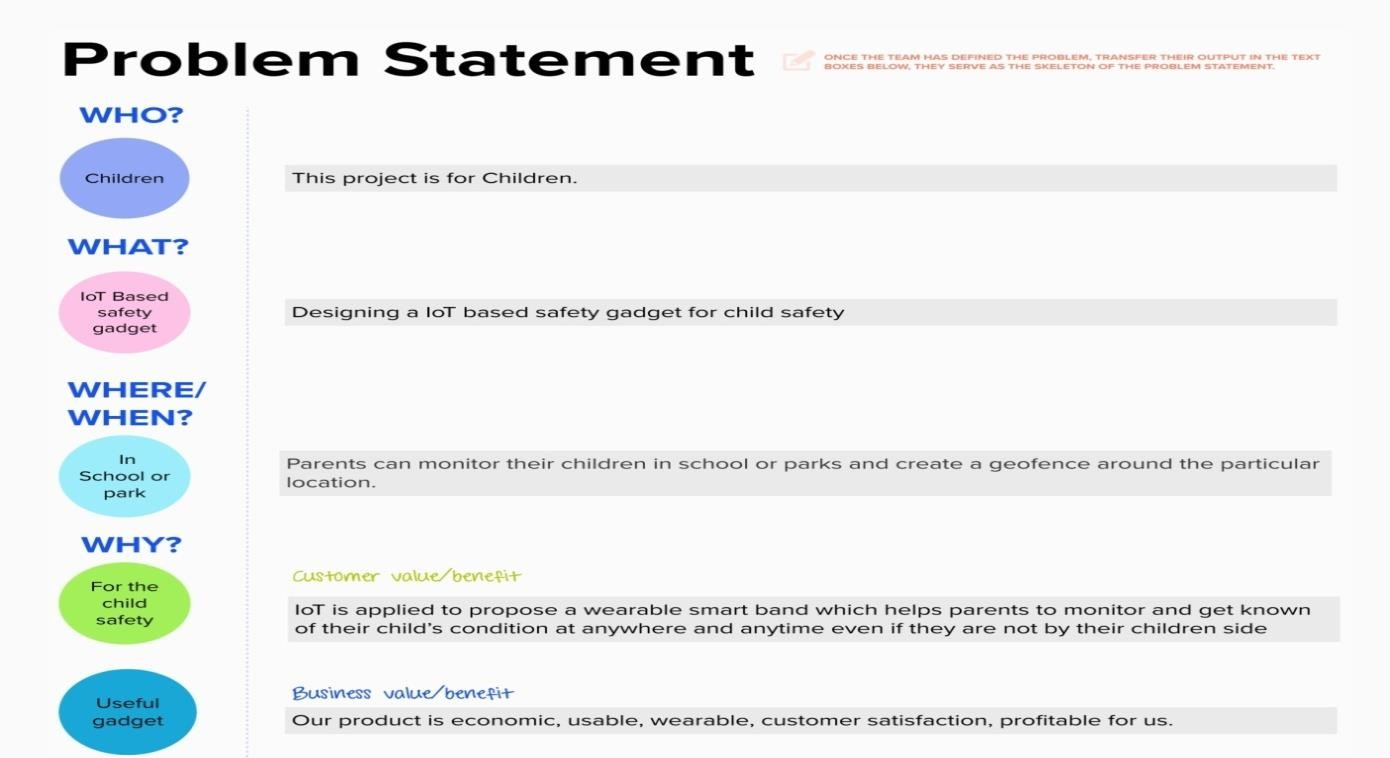 Problem Statement
ONCE THE TEAM HAS DEFINED THE PROBLEM, TRANSFER THEIR OUTPUT IN THE TEXT
BOXES BELOW, THEY SERVE AS THE SKELETON OF THE PROBLEM STATEMENT.
WHO?
Children
This project is for Children.
WHAT?
IoT Based
safety
gadget
Designing a IoT based safety gadget for child safety
WHERE/
WHEN?
In
School or
park
Parents can monitor their children in school or parks and create a geofence around the particular
location.
WHY?
For the
child
safety
Customer value/benefit
IoT is applied to propose a wearable smart band which helps parents to monitor and get known
of their child's condition at anywhere and anytime even if they are not by their children side
Useful
gadget
Business value/benefit
Our product is economic, usable, wearable, customer satisfaction, profitable for us.